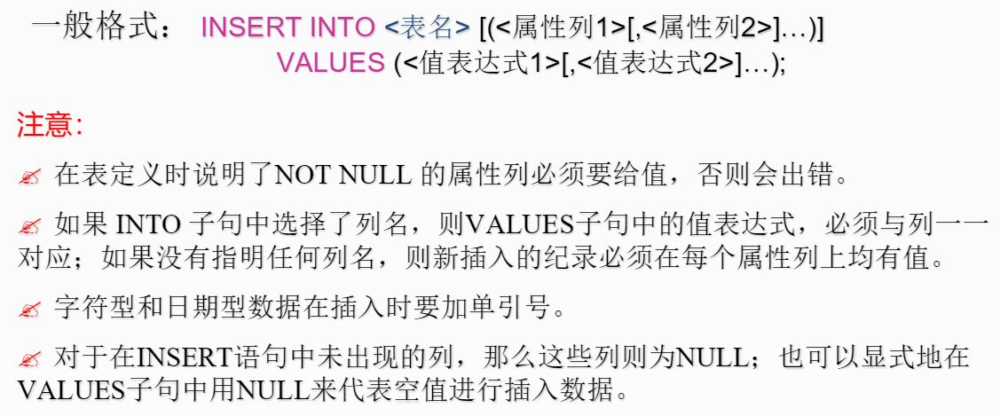 一般格式： INSERT INTO <表名> [(<属性列1>[,<属性列2>]…)]
VALUES (<值表达式1>[,<值表达式2>]…);
注意：
在表定义时说明了NOT NULL 的属性列必须要给值，否则会出错。
如果 INTO 子句中选择了列名，则VALUES子句中的值表达式，必须与列一一
对应；如果没有指明任何列名，则新插入的纪录必须在每个属性列上均有值。
字符型和日期型数据在插入时要加单引号。
对于在INSERT语句中未出现的列，那么这些列则为NULL；也可以显式地在
VALUES子句中用NULL来代表空值进行插入数据。